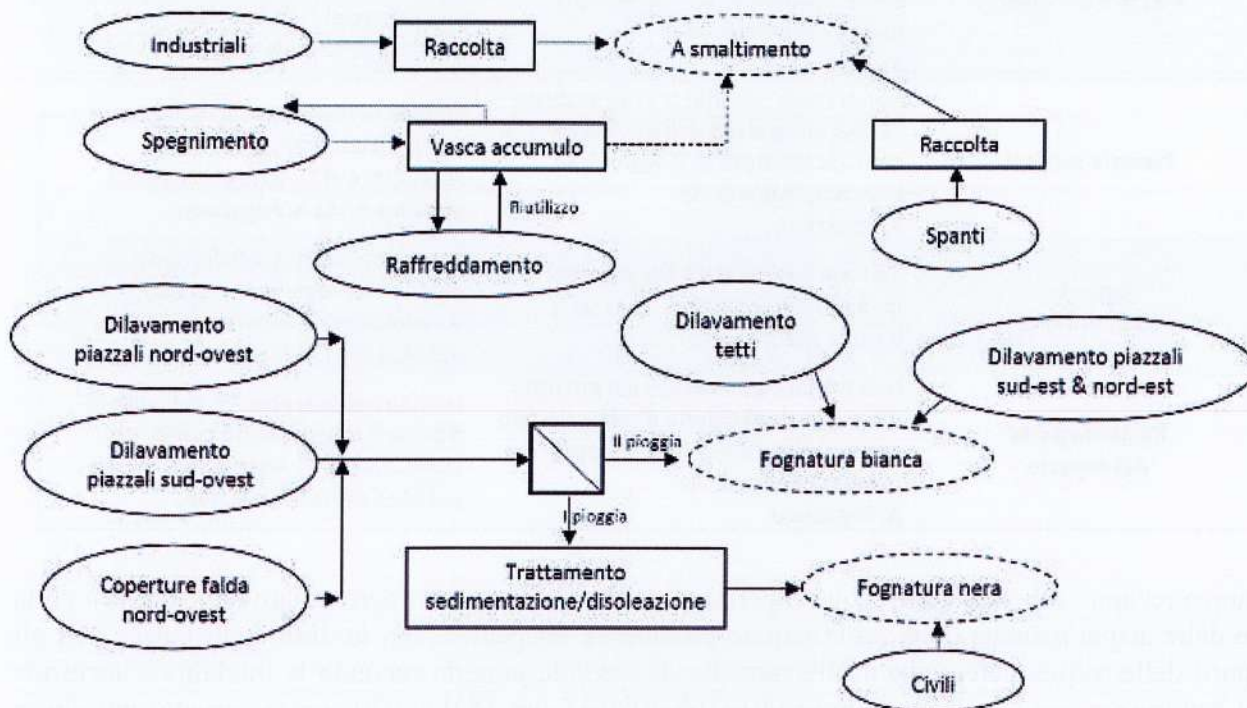 Industriali
Raccolta
A smaltimento
Spegnimento
Vasca accumulo
Raccolta
Riutilizzo
Spanti
Raffreddamento
Dilavamento
piazzali nord-ovest
Dilavamento
tetti
Dilavamento piazzali
sud-est & nord-est
Dilavamento
piazzali sud-ovest
II pioggia
Fognatura bianca
I pioggia
Coperture falda
nord-ovest
Trattamento
sedimentazione/disoleazione
Fognatura nera
Civili